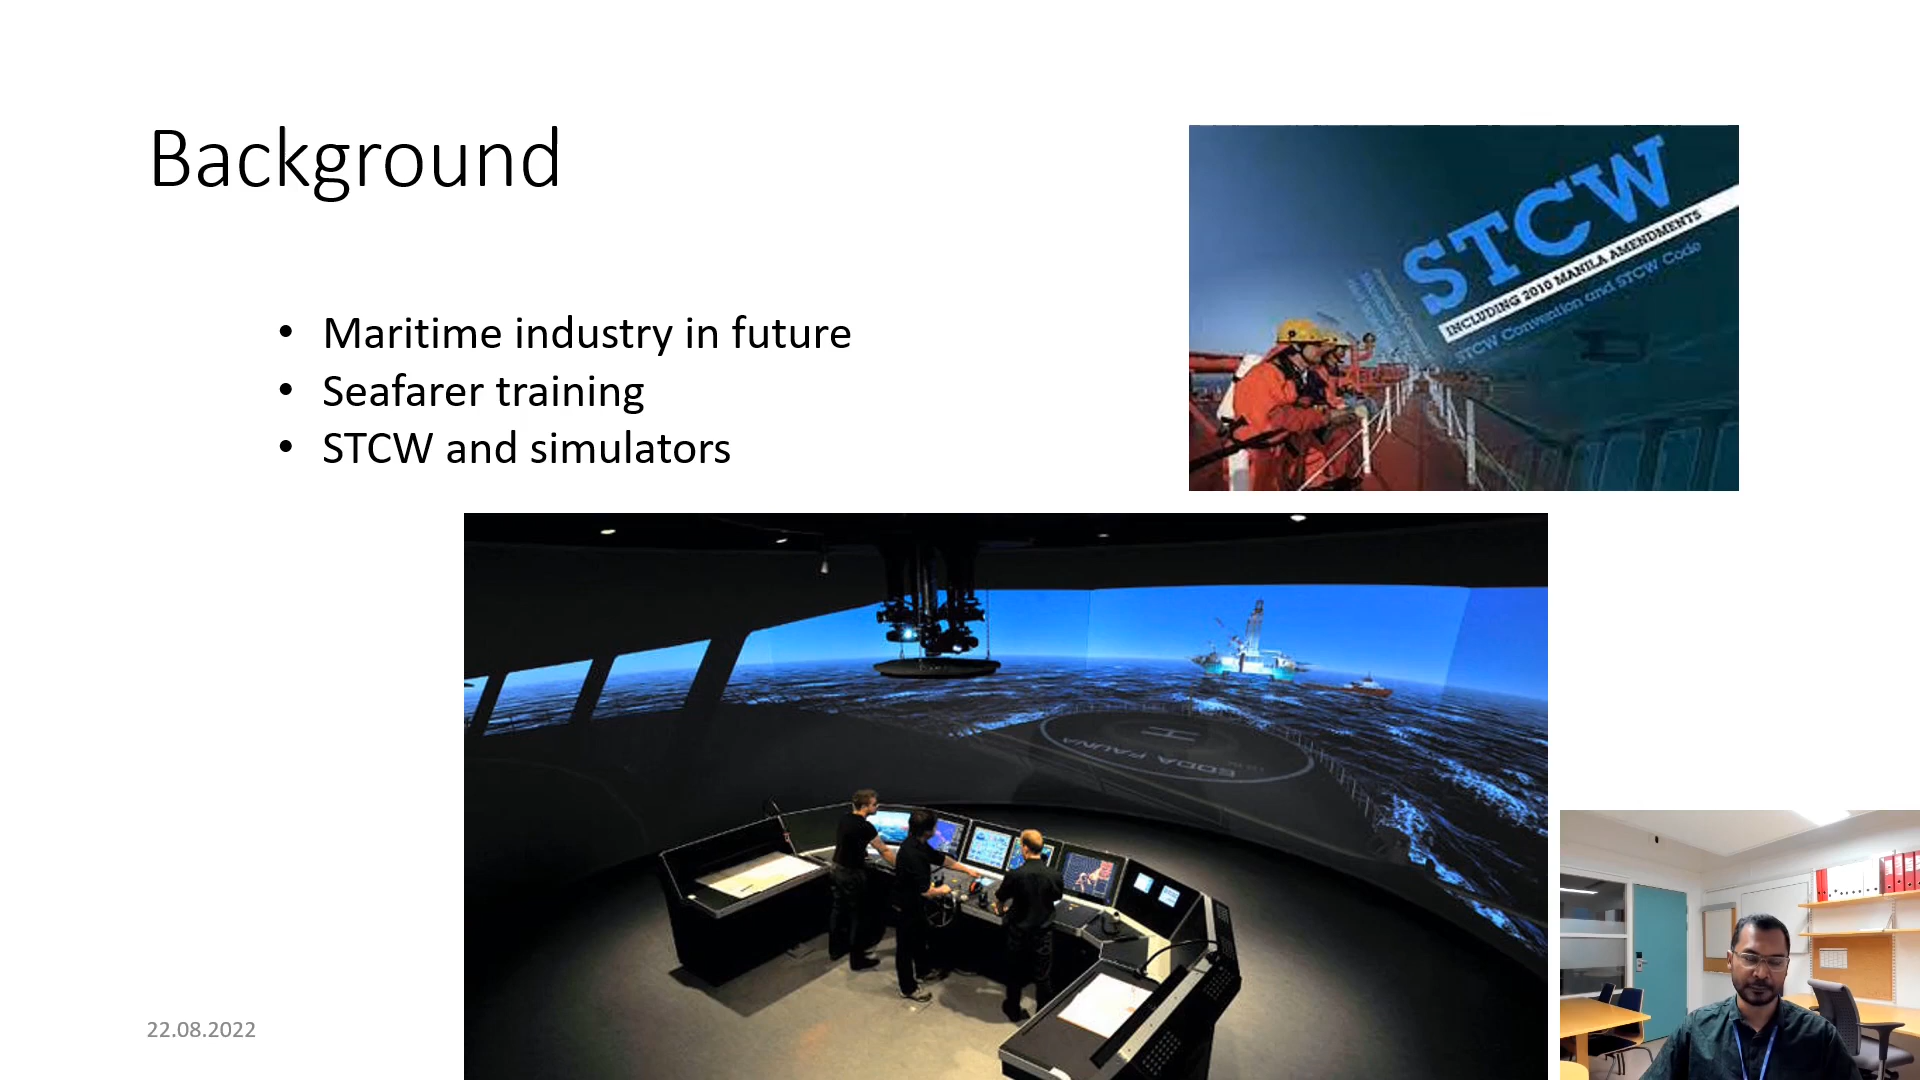 Background
• Maritime industry in future
• Seafarer training
• STCW and simulators
STCW
INCLUDING 2010 MANILA AMENDMENTS
STCW Convention and STCW Code
EDDA FAUNA
H
22.08.2022